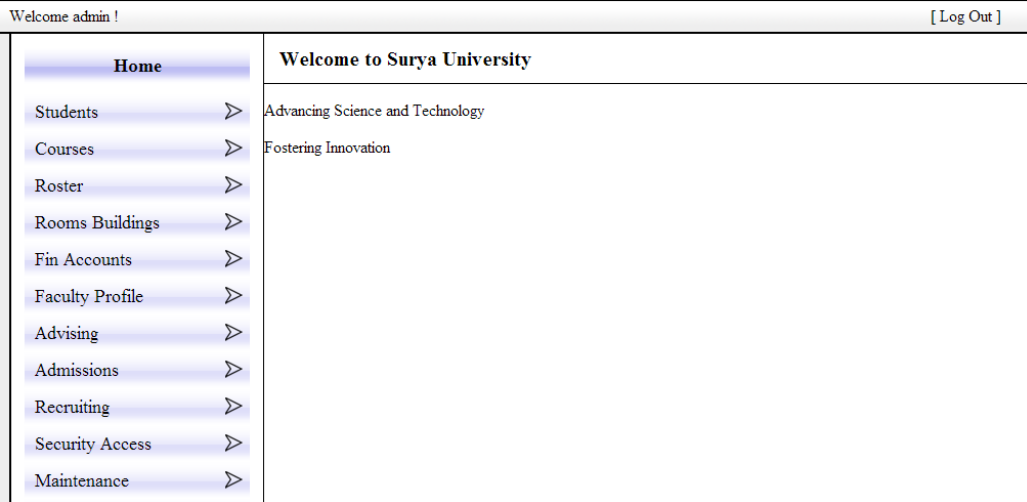 Welcome admin !
[ Log Out ]
Home
Students
Courses
Roster
Rooms Buildings
Fin Accounts
Faculty Profile
Advising
Admissions
Recruiting
Security Access
Maintenance
Welcome to Surya University
Advancing Science and Technology
Fostering Innovation